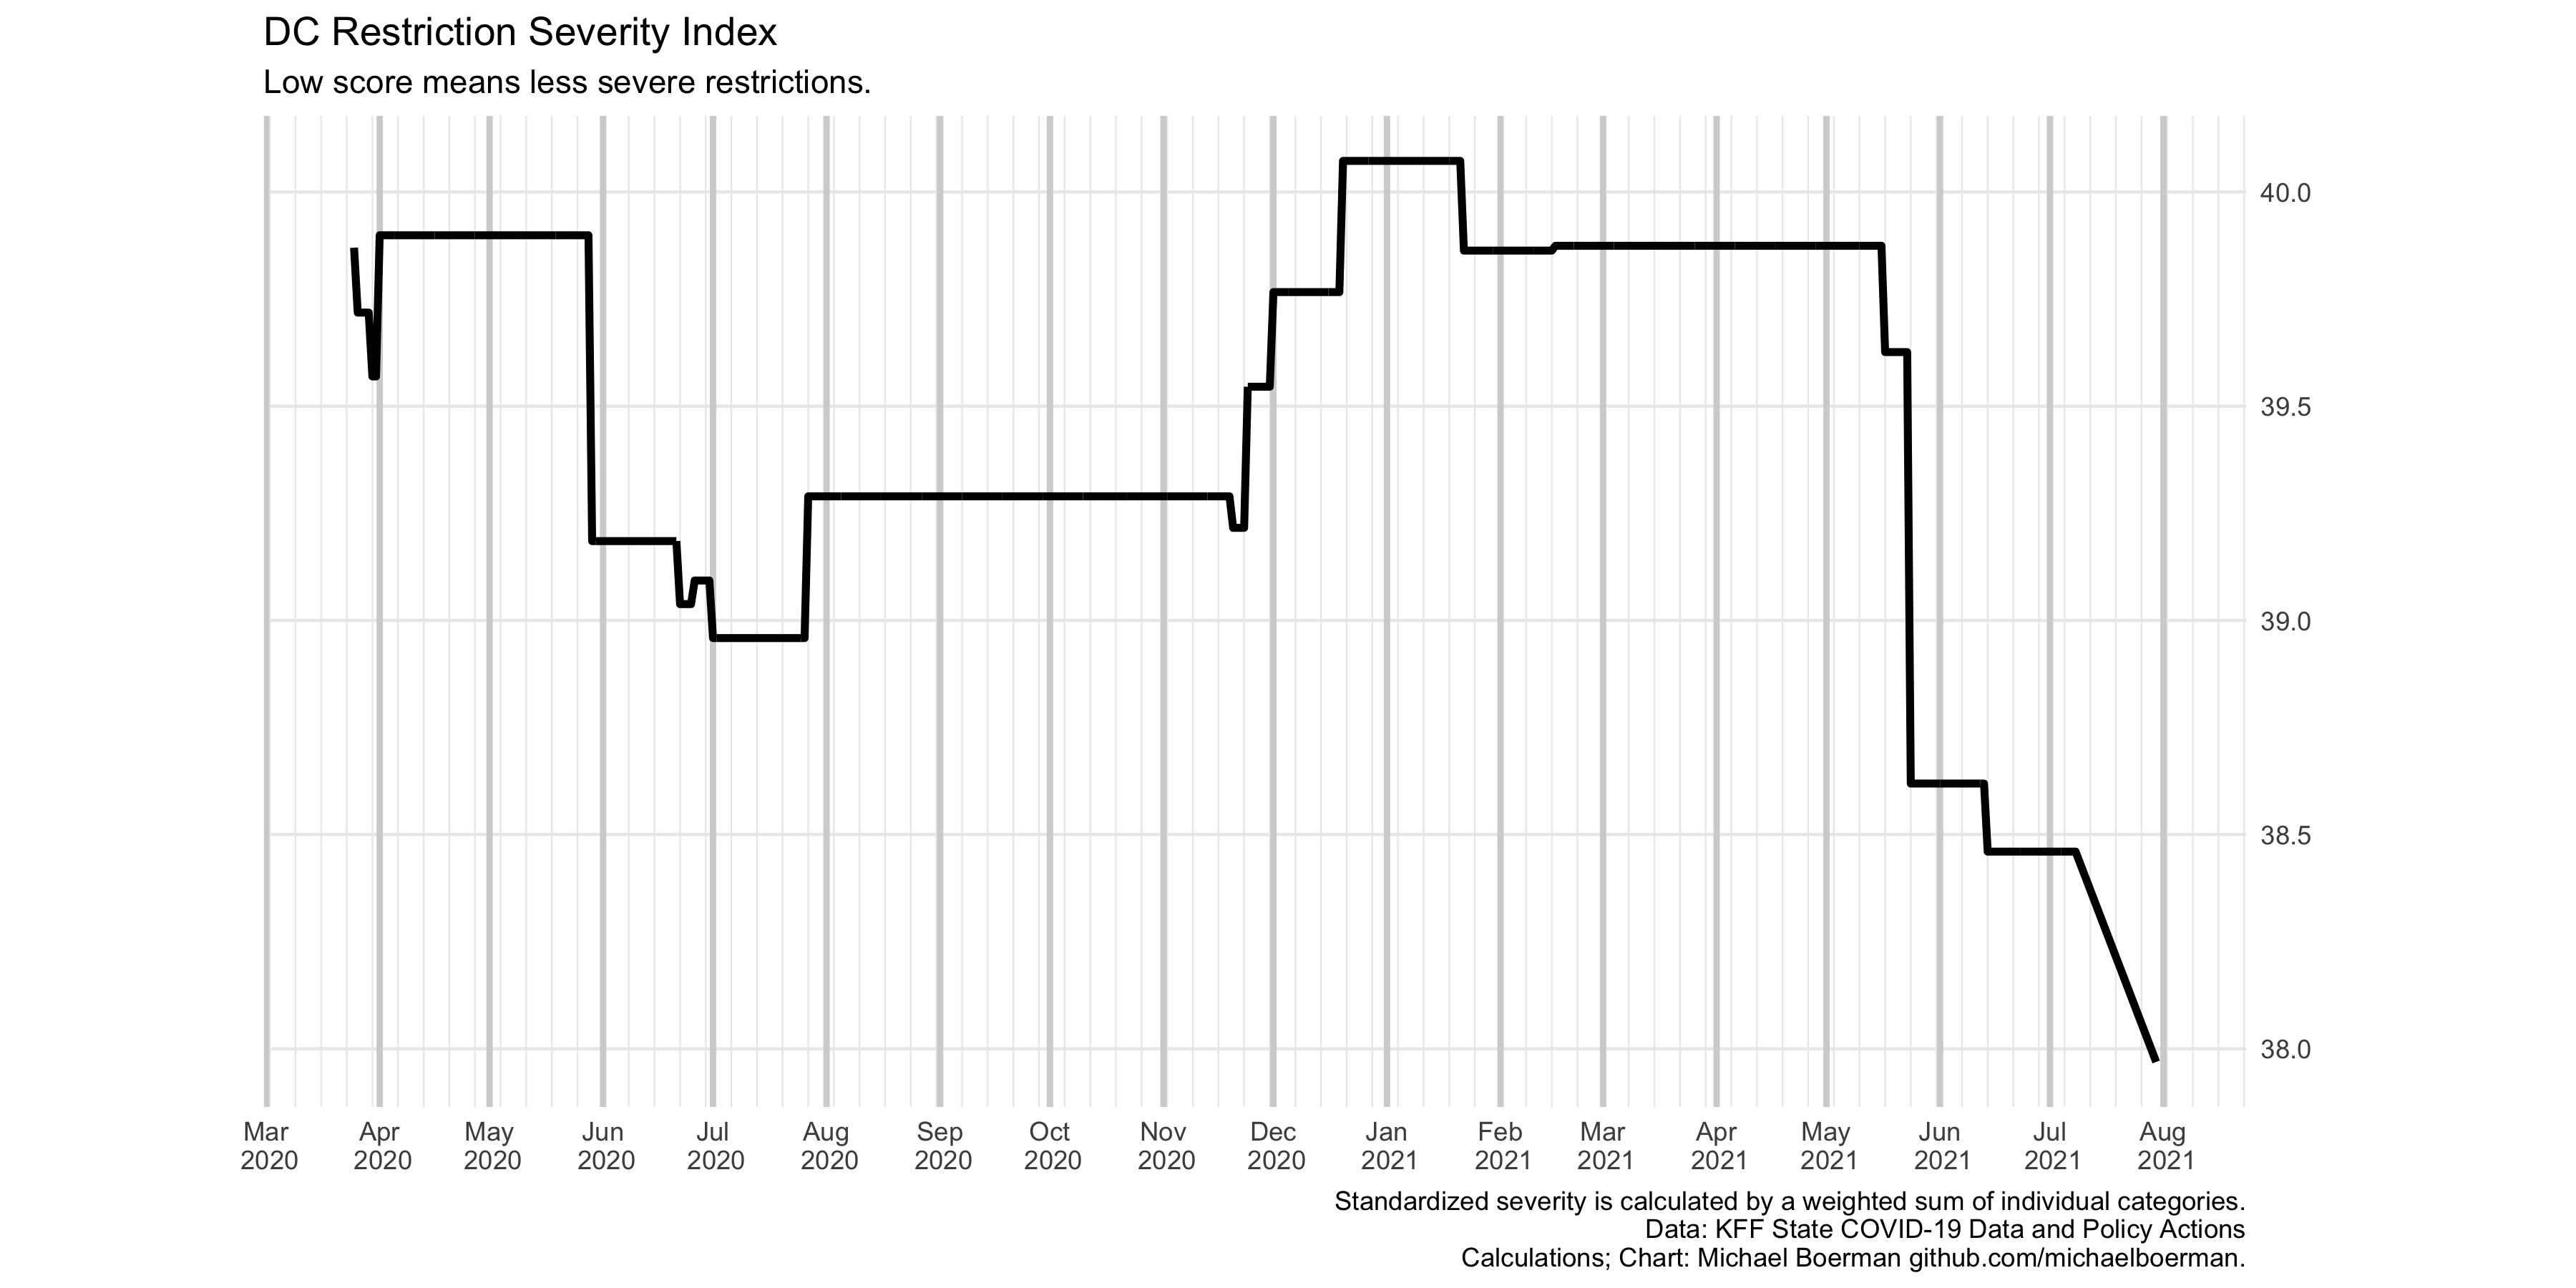 DC Restriction Severity Index
Low score means less severe restrictions.
40.0
39.5
39.0
38.5
38.0
Mar Apr May Jun Jul Aug Sep Oct Nov Dec Jan Feb Mar Apr May Jun Jul Aug
2020 2020 2020 2020 2020 2020 2020 2020 2020 2020 2021 2021 2021 2021 2021 2021 2021 2021
Standardized severity is calculated by a weighted sum of individual categories.
Data: KFF State COVID-19 Data and Policy Actions
Calculations; Chart: Michael Boerman github.com/michaelboerman.